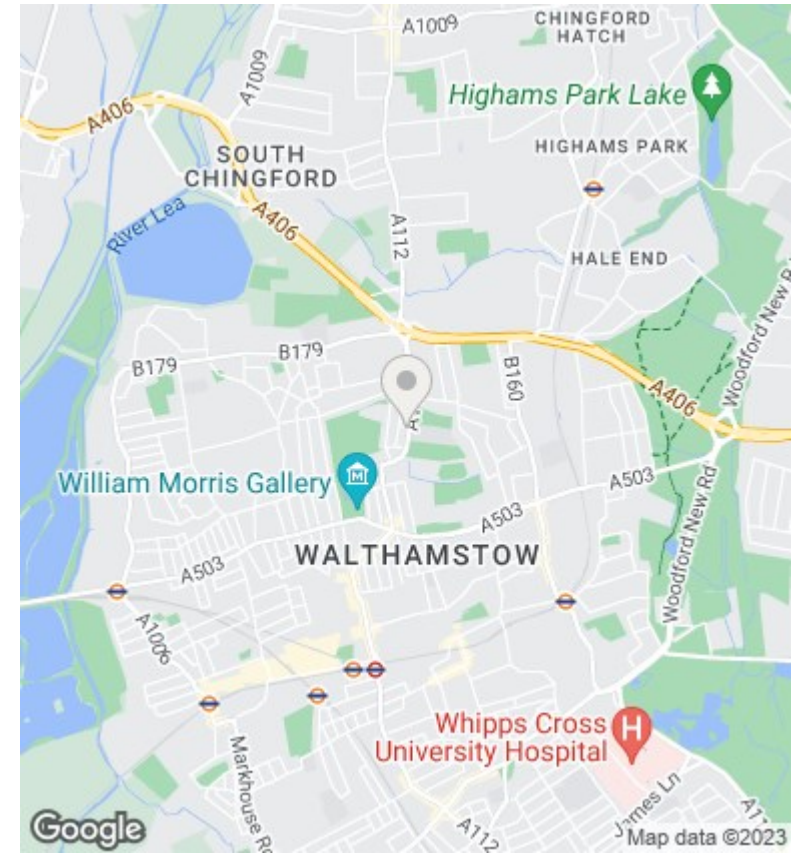 CHINGFORD
HATCH
A1009
A1009
Highams Park Lake
A406
HIGHAMS PARK
SOUTH
CHINGFORD
River Lea
A406
A112
HALE END
Woodford New Rd
B179
B179
B160
A406
William Morris Gallery
A503
A503
WALTHAMSTOW
A503
Woodford New Rd
A1006
Whipps Cross
University Hospital
H
Markhouse Rd
James Ln
A112
Google
Map data ©2023